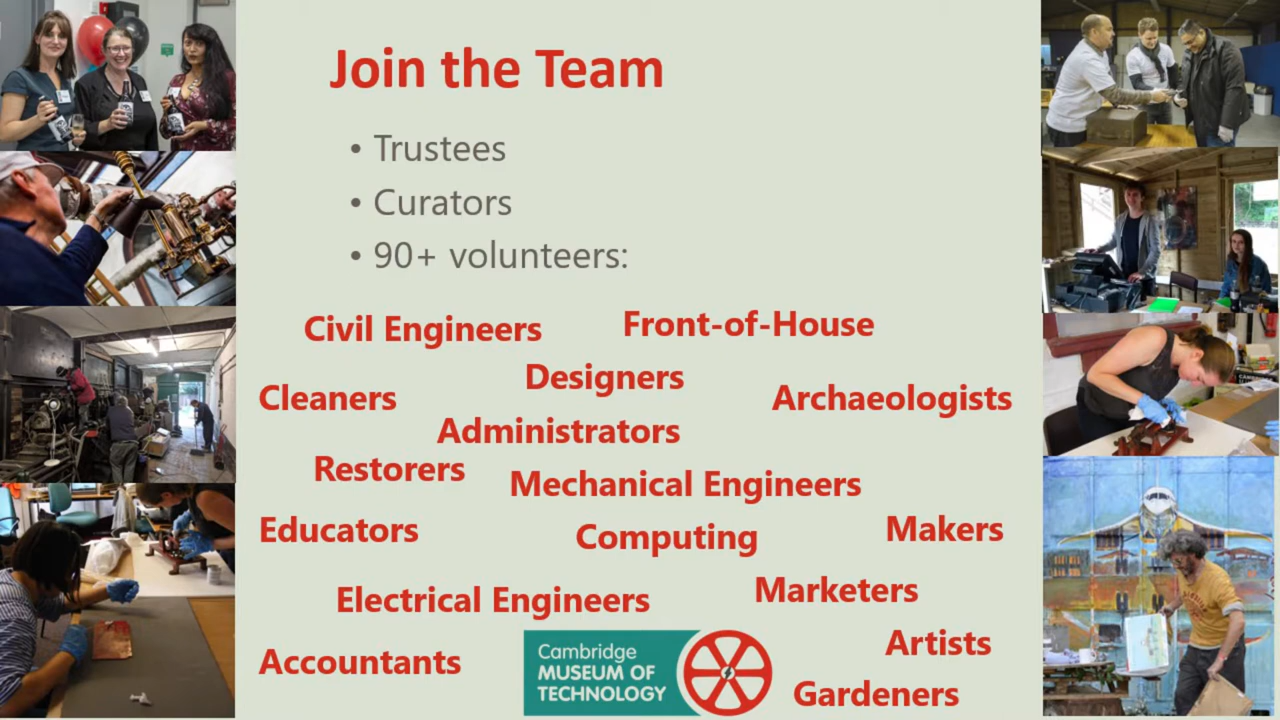 Join the Team
• Trustees
• Curators
• 90+ volunteers:
Civil Engineers
Front-of-House
Designers
Cleaners
Archaeologists
Administrators
Restorers
Mechanical Engineers
Educators
Computing
Makers
Electrical Engineers
Marketers
Artists
Accountants
Cambridge
MUSEUM OF
TECHNOLOGY
Gardeners